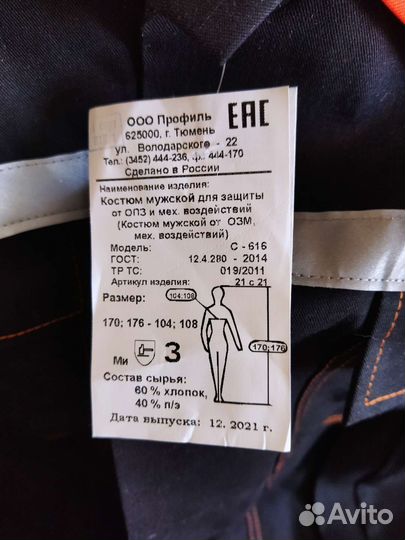 ООО Профиль
625000, г. Тюмень
ул. Володарского - 22
Тел.: (3452) 444-236, ф. 444-170
Сделано в России
ЕАС
Наименование изделия:
Костюм мужской для защиты
от ОПЗ и мех. воздействий
(Костюм мужской от ОЗМ,
мех. воздействий)
Модель: С - 616
ГОСТ: 12.4.280 - 2014
ТР ТС: 019/2011
Артикул изделия: 21 с 21
Размер:
104;108
170; 176 - 104; 108
170;176
Ми 3
Состав сырья:
60 % хлопок,
40 % п/э
Дата выпуска: 12. 2021 г.
Avito